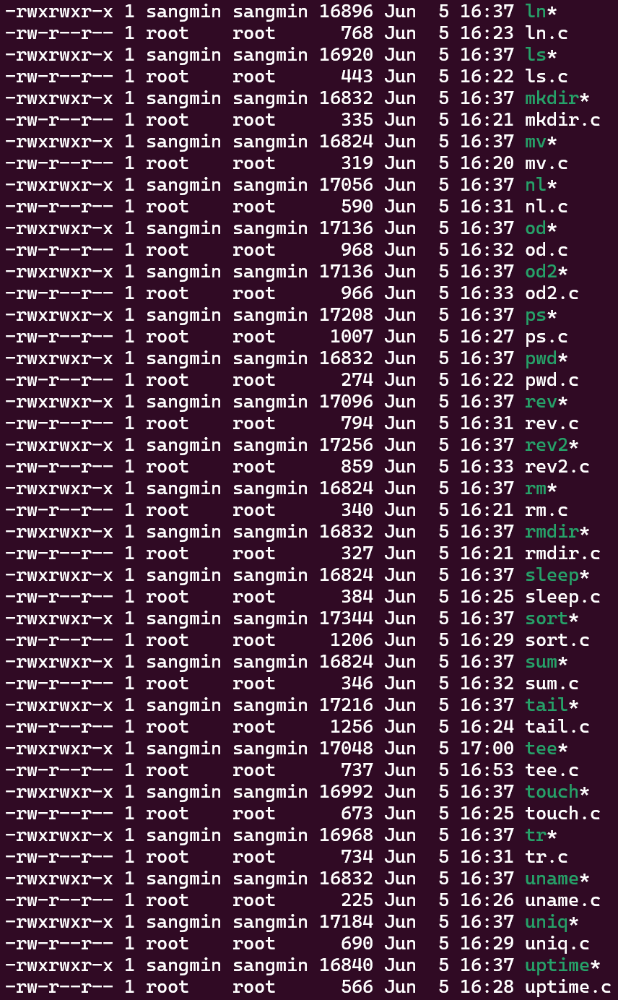 -rwxrwxr-x 1 sangmin sangmin 16896 Jun  5 16:37 ln*
-rw-r--r-- 1 root    root      768 Jun  5 16:23 ln.c
-rwxrwxr-x 1 sangmin sangmin 16920 Jun  5 16:37 ls*
-rw-r--r-- 1 root    root      443 Jun  5 16:22 ls.c
-rwxrwxr-x 1 sangmin sangmin 16832 Jun  5 16:37 mkdir*
-rw-r--r-- 1 root    root      335 Jun  5 16:21 mkdir.c
-rwxrwxr-x 1 sangmin sangmin 16824 Jun  5 16:37 mv*
-rw-r--r-- 1 root    root      319 Jun  5 16:20 mv.c
-rwxrwxr-x 1 sangmin sangmin 17056 Jun  5 16:37 nl*
-rw-r--r-- 1 root    root      590 Jun  5 16:31 nl.c
-rwxrwxr-x 1 sangmin sangmin 17136 Jun  5 16:37 od*
-rw-r--r-- 1 root    root      968 Jun  5 16:32 od.c
-rwxrwxr-x 1 sangmin sangmin 17136 Jun  5 16:37 od2*
-rw-r--r-- 1 root    root      966 Jun  5 16:33 od2.c
-rwxrwxr-x 1 sangmin sangmin 17208 Jun  5 16:37 ps*
-rw-r--r-- 1 root    root     1007 Jun  5 16:27 ps.c
-rwxrwxr-x 1 sangmin sangmin 16832 Jun  5 16:37 pwd*
-rw-r--r-- 1 root    root      274 Jun  5 16:22 pwd.c
-rwxrwxr-x 1 sangmin sangmin 17096 Jun  5 16:37 rev*
-rw-r--r-- 1 root    root      794 Jun  5 16:31 rev.c
-rwxrwxr-x 1 sangmin sangmin 17256 Jun  5 16:37 rev2*
-rw-r--r-- 1 root    root      859 Jun  5 16:33 rev2.c
-rwxrwxr-x 1 sangmin sangmin 16824 Jun  5 16:37 rm*
-rw-r--r-- 1 root    root      340 Jun  5 16:21 rm.c
-rwxrwxr-x 1 sangmin sangmin 16832 Jun  5 16:37 rmdir*
-rw-r--r-- 1 root    root      327 Jun  5 16:21 rmdir.c
-rwxrwxr-x 1 sangmin sangmin 16824 Jun  5 16:37 sleep*
-rw-r--r-- 1 root    root      384 Jun  5 16:25 sleep.c
-rwxrwxr-x 1 sangmin sangmin 17344 Jun  5 16:37 sort*
-rw-r--r-- 1 root    root     1206 Jun  5 16:29 sort.c
-rwxrwxr-x 1 sangmin sangmin 16824 Jun  5 16:37 sum*
-rw-r--r-- 1 root    root      346 Jun  5 16:32 sum.c
-rwxrwxr-x 1 sangmin sangmin 17216 Jun  5 16:37 tail*
-rw-r--r-- 1 root    root     1256 Jun  5 16:24 tail.c
-rwxrwxr-x 1 sangmin sangmin 17048 Jun  5 17:00 tee*
-rw-r--r-- 1 root    root      737 Jun  5 16:53 tee.c
-rwxrwxr-x 1 sangmin sangmin 16992 Jun  5 16:37 touch*
-rw-r--r-- 1 root    root      673 Jun  5 16:25 touch.c
-rwxrwxr-x 1 sangmin sangmin 16968 Jun  5 16:37 tr*
-rw-r--r-- 1 root    root      734 Jun  5 16:31 tr.c
-rwxrwxr-x 1 sangmin sangmin 16832 Jun  5 16:37 uname*
-rw-r--r-- 1 root    root      225 Jun  5 16:26 uname.c
-rwxrwxr-x 1 sangmin sangmin 17184 Jun  5 16:37 uniq*
-rw-r--r-- 1 root    root      690 Jun  5 16:29 uniq.c
-rwxrwxr-x 1 sangmin sangmin 16840 Jun  5 16:37 uptime*
-rw-r--r-- 1 root    root      566 Jun  5 16:28 uptime.c